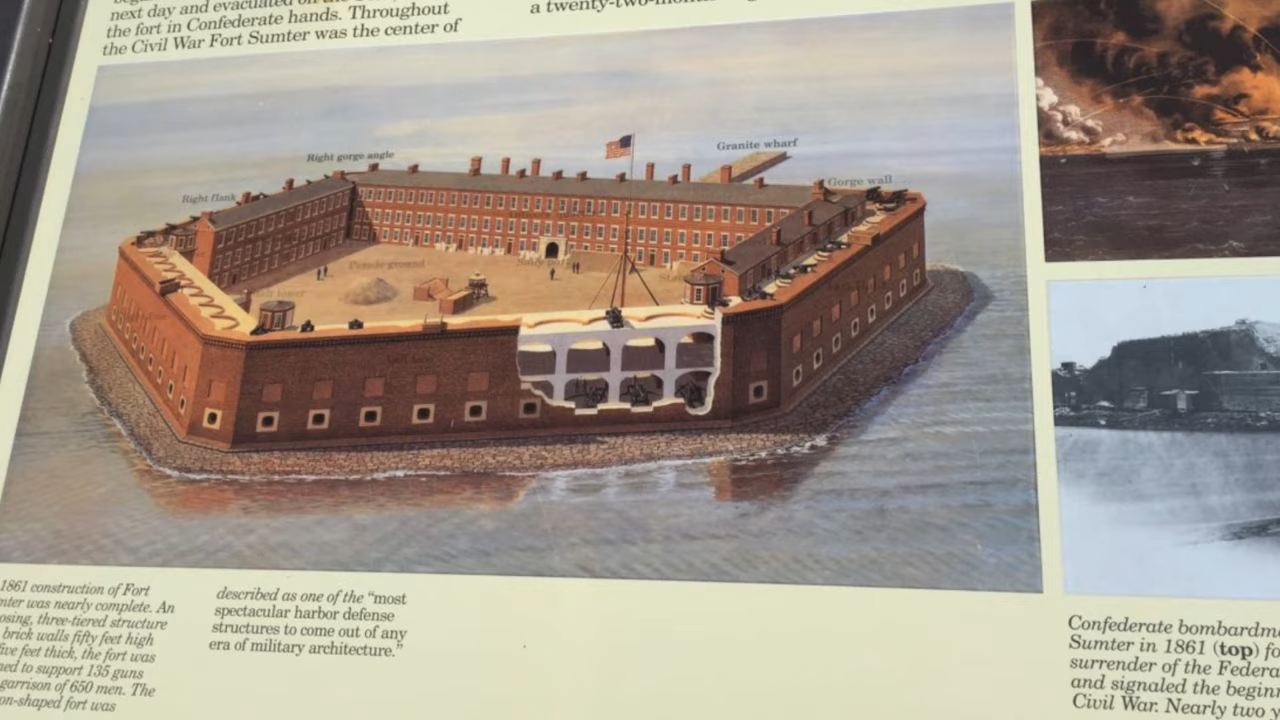 next day and evacuated on the
the fort in Confederate hands. Throughout
the Civil War Fort Sumter was the center of
a twenty-two-month
Right gorge angle
Granite wharf
Right flank
Gorge wall
Parade ground
1861 construction of Fort
nter was nearly complete. An
osing, three-tiered structure
brick walls fifty feet high
five feet thick, the fort was
ned to support 135 guns
garrison of 650 men. The
on-shaped fort was
described as one of the “most
spectacular harbor defense
structures to come out of any
era of military architecture.”
Confederate bombardme
Sumter in 1861 (top) fo
surrender of the Federa
and signaled the beginn
Civil War. Nearly two y